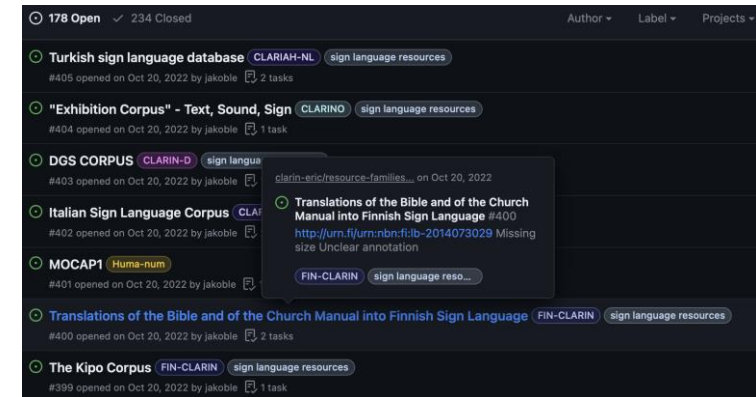 178 Open 234 Closed Author Label Projects
Turkish sign language database CLARIAH-NL sign language resources
#405 opened on Oct 20, 2022 by jakoble 2 tasks
"Exhibition Corpus" - Text, Sound, Sign CLARINO sign language resources
#404 opened on Oct 20, 2022 by jakoble 1 task
DGS CORPUS CLARIN-D sign langua
#403 opened on Oct 20, 2022 by jakoble
Italian Sign Language Corpus
#402 opened on Oct 20, 2022 by jakoble
MOCAP1 Huma-num
#401 opened on Oct 20, 2022 by jakoble
clarin-eric/resource-families... on Oct 20, 2022
Translations of the Bible and of the Church
Manual into Finnish Sign Language #400
http://urn.fi/urn:nbn:fi:lb-2014073029 Missing
size Unclear annotation
FIN-CLARIN sign language reso...
Translations of the Bible and of the Church Manual into Finnish Sign Language FIN-CLARIN sign language resources
#400 opened on Oct 20, 2022 by jakoble 2 tasks
The Kipo Corpus FIN-CLARIN sign language resources
#399 opened on Oct 20, 2022 by jakoble 1 task